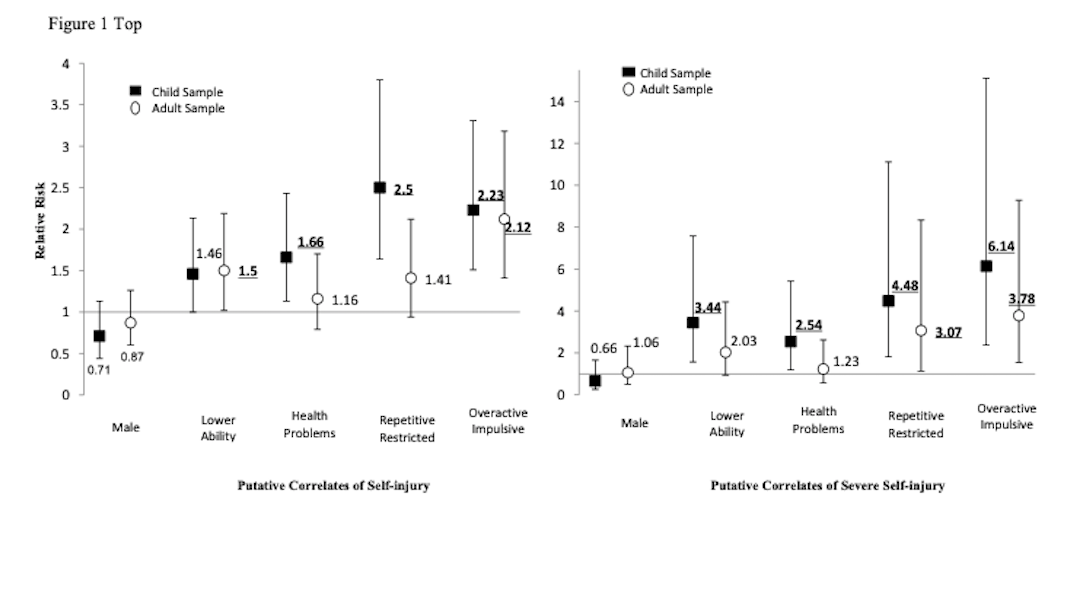 Figure 1 Top
Child Sample
Adult Sample
Relative Risk
4
3.5
3
2.5
2
1.5
1
0.5
0
0.71
0.87
1.46
1.5
1.66
1.16
2.5
1.41
2.23
2.12
Male
Lower
Ability
Health
Problems
Repetitive
Restricted
Overactive
Impulsive
Putative Correlates of Self-injury
Child Sample
Adult Sample
14
12
10
8
6
4
2
0
0.66
1.06
3.44
2.03
2.54
1.23
4.48
3.07
6.14
3.78
Male
Lower
Ability
Health
Problems
Repetitive
Restricted
Overactive
Impulsive
Putative Correlates of Severe Self-injury